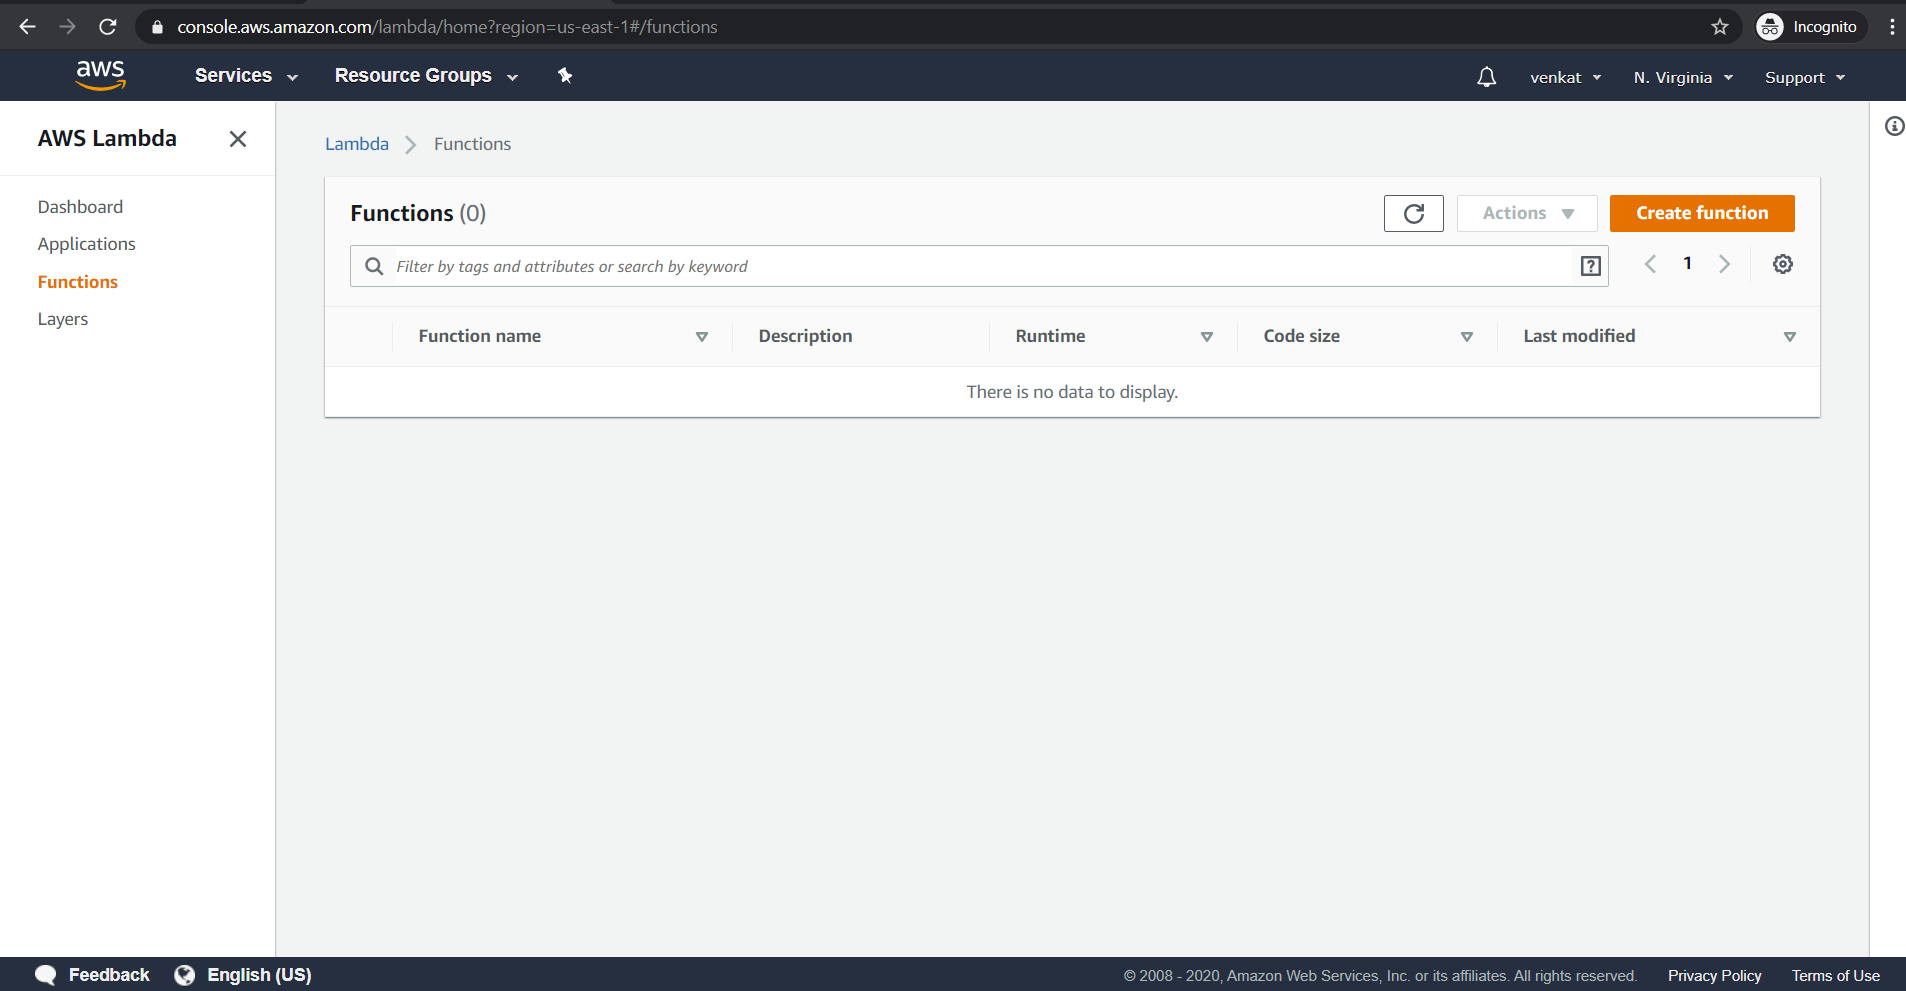 console.aws.amazon.com/lambda/home?region=us-east-1#/functions
Incognito
aws
Services
Resource Groups
venkat
N. Virginia
Support
AWS Lambda
Dashboard
Applications
Functions
Layers
Lambda
Functions
Functions (0)
Actions
Create function
Filter by tags and attributes or search by keyword
?
1
Function name
Description
Runtime
Code size
Last modified
There is no data to display.
Feedback
English (US)
© 2008 - 2020, Amazon Web Services, Inc. or its affiliates. All rights reserved.
Privacy Policy
Terms of Use